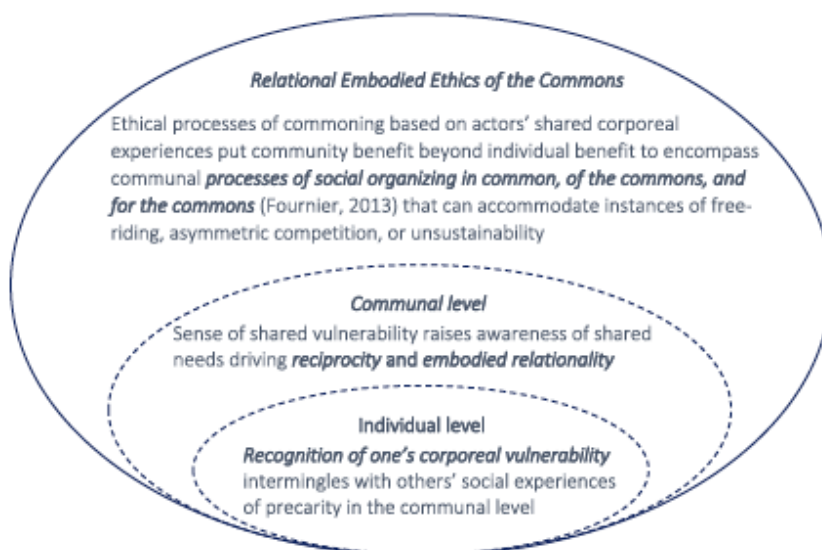 Relational Embodied Ethics of the Commons
Ethical processes of commoning based on actors' shared corporeal
experiences put community benefit beyond individual benefit to encompass
communal processes of social organizing in common, of the commons, and
for the commons (Fournier, 2013) that can accommodate instances of free-
riding, asymmetric competition, or unsustainability
Communal level
Sense of shared vulnerability raises awareness of shared
needs driving reciprocity and embodied relationality
Individual level
Recognition of one's corporeal vulnerability
intermingles with others' social experiences
of precarity in the communal level